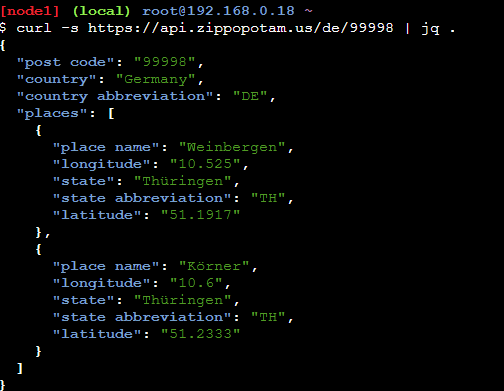 [node1] (local) root@192.168.0.18 ~
$ curl -s https://api.zippopotam.us/de/99998 | jq .
{
  "post code": "99998",
  "country": "Germany",
  "country abbreviation": "DE",
  "places": [
    {
      "place name": "Weinbergen",
      "longitude": "10.525",
      "state": "Thüringen",
      "state abbreviation": "TH",
      "latitude": "51.1917"
    },
    {
      "place name": "Körner",
      "longitude": "10.6",
      "state": "Thüringen",
      "state abbreviation": "TH",
      "latitude": "51.2333"
    }
  ]
}